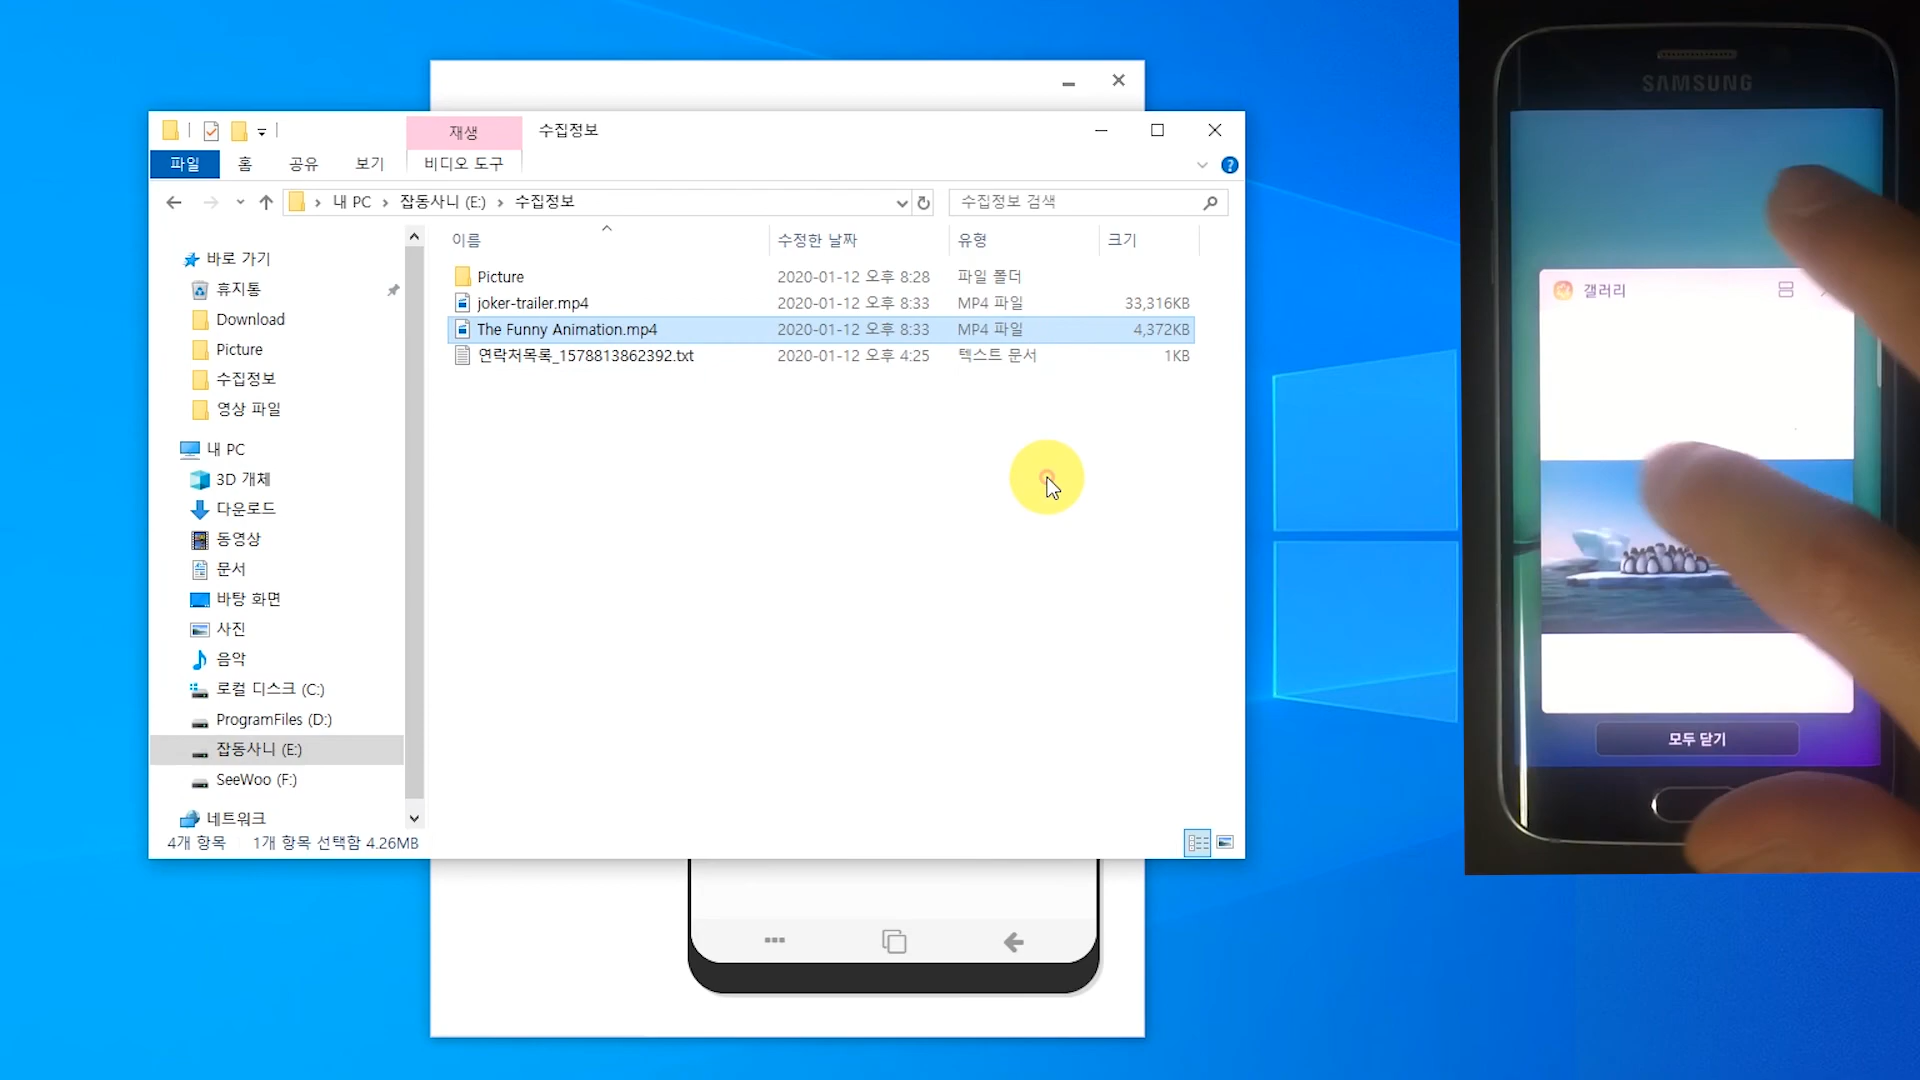 재생
수집정보
파일
홈
공유
보기
비디오 도구
내 PC
잡동사니 (E:)
수집정보
수집정보 검색
이름
수정한 날짜
유형
크기
Picture
2020-01-12 오후 8:28
파일 폴더
joker-trailer.mp4
2020-01-12 오후 8:33
MP4 파일
33,316KB
The Funny Animation.mp4
2020-01-12 오후 8:33
MP4 파일
4,372KB
연락처목록_1578813862392.txt
2020-01-12 오후 4:25
텍스트 문서
1KB
바로 가기
휴지통
Download
Picture
수집정보
영상 파일
내 PC
3D 개체
다운로드
동영상
문서
바탕 화면
사진
음악
로컬 디스크 (C:)
ProgramFiles (D:)
잡동사니 (E:)
SeeWoo (F:)
네트워크
4개 항목
1개 항목 선택함 4.26MB
SAMSUNG
갤러리
모두 닫기